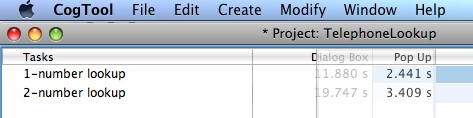 CogTool File Edit Create Modify Window Help
* Project: TelephoneLookup
Tasks Dialog Box Pop Up
1-number lookup 11.880 s 2.441 s
2-number lookup 19.747 s 3.409 s